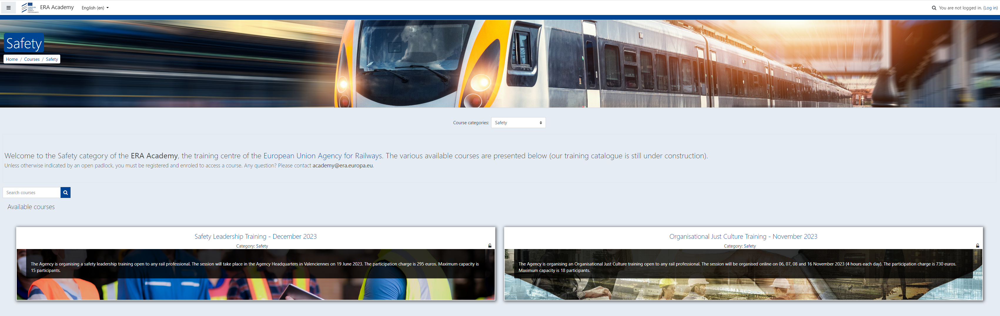 ERA Academy English (en) You are not logged in. (Log in)
EUROPEAN
UNION
AGENCY
FOR RAILWAYS
Safety
Home / Courses / Safety
Course categories: Safety
Welcome to the Safety category of the ERA Academy, the training centre of the European Union Agency for Railways. The various available courses are presented below (our training catalogue is still under construction).
Unless otherwise indicated by an open padlock, you must be registered and enroled to access a course. Any question? Please contact academy@era.europa.eu.
Search courses
Available courses
Safety Leadership Training - December 2023
Category: Safety
The Agency is organising a safety leadership training open to any rail professional. The session will take place in the Agency Headquarters in Valenciennes on 19 June 2023. The participation charge is 295 euros. Maximum capacity is
15 participants.
Organisational Just Culture Training - November 2023
Category: Safety
The Agency is organising an Organisational Just Culture training open to any rail professional. The session will be organised online on 06, 07, 08 and 16 November 2023 (4 hours each day). The participation charge is 730 euros.
Maximum capacity is 18 participants.